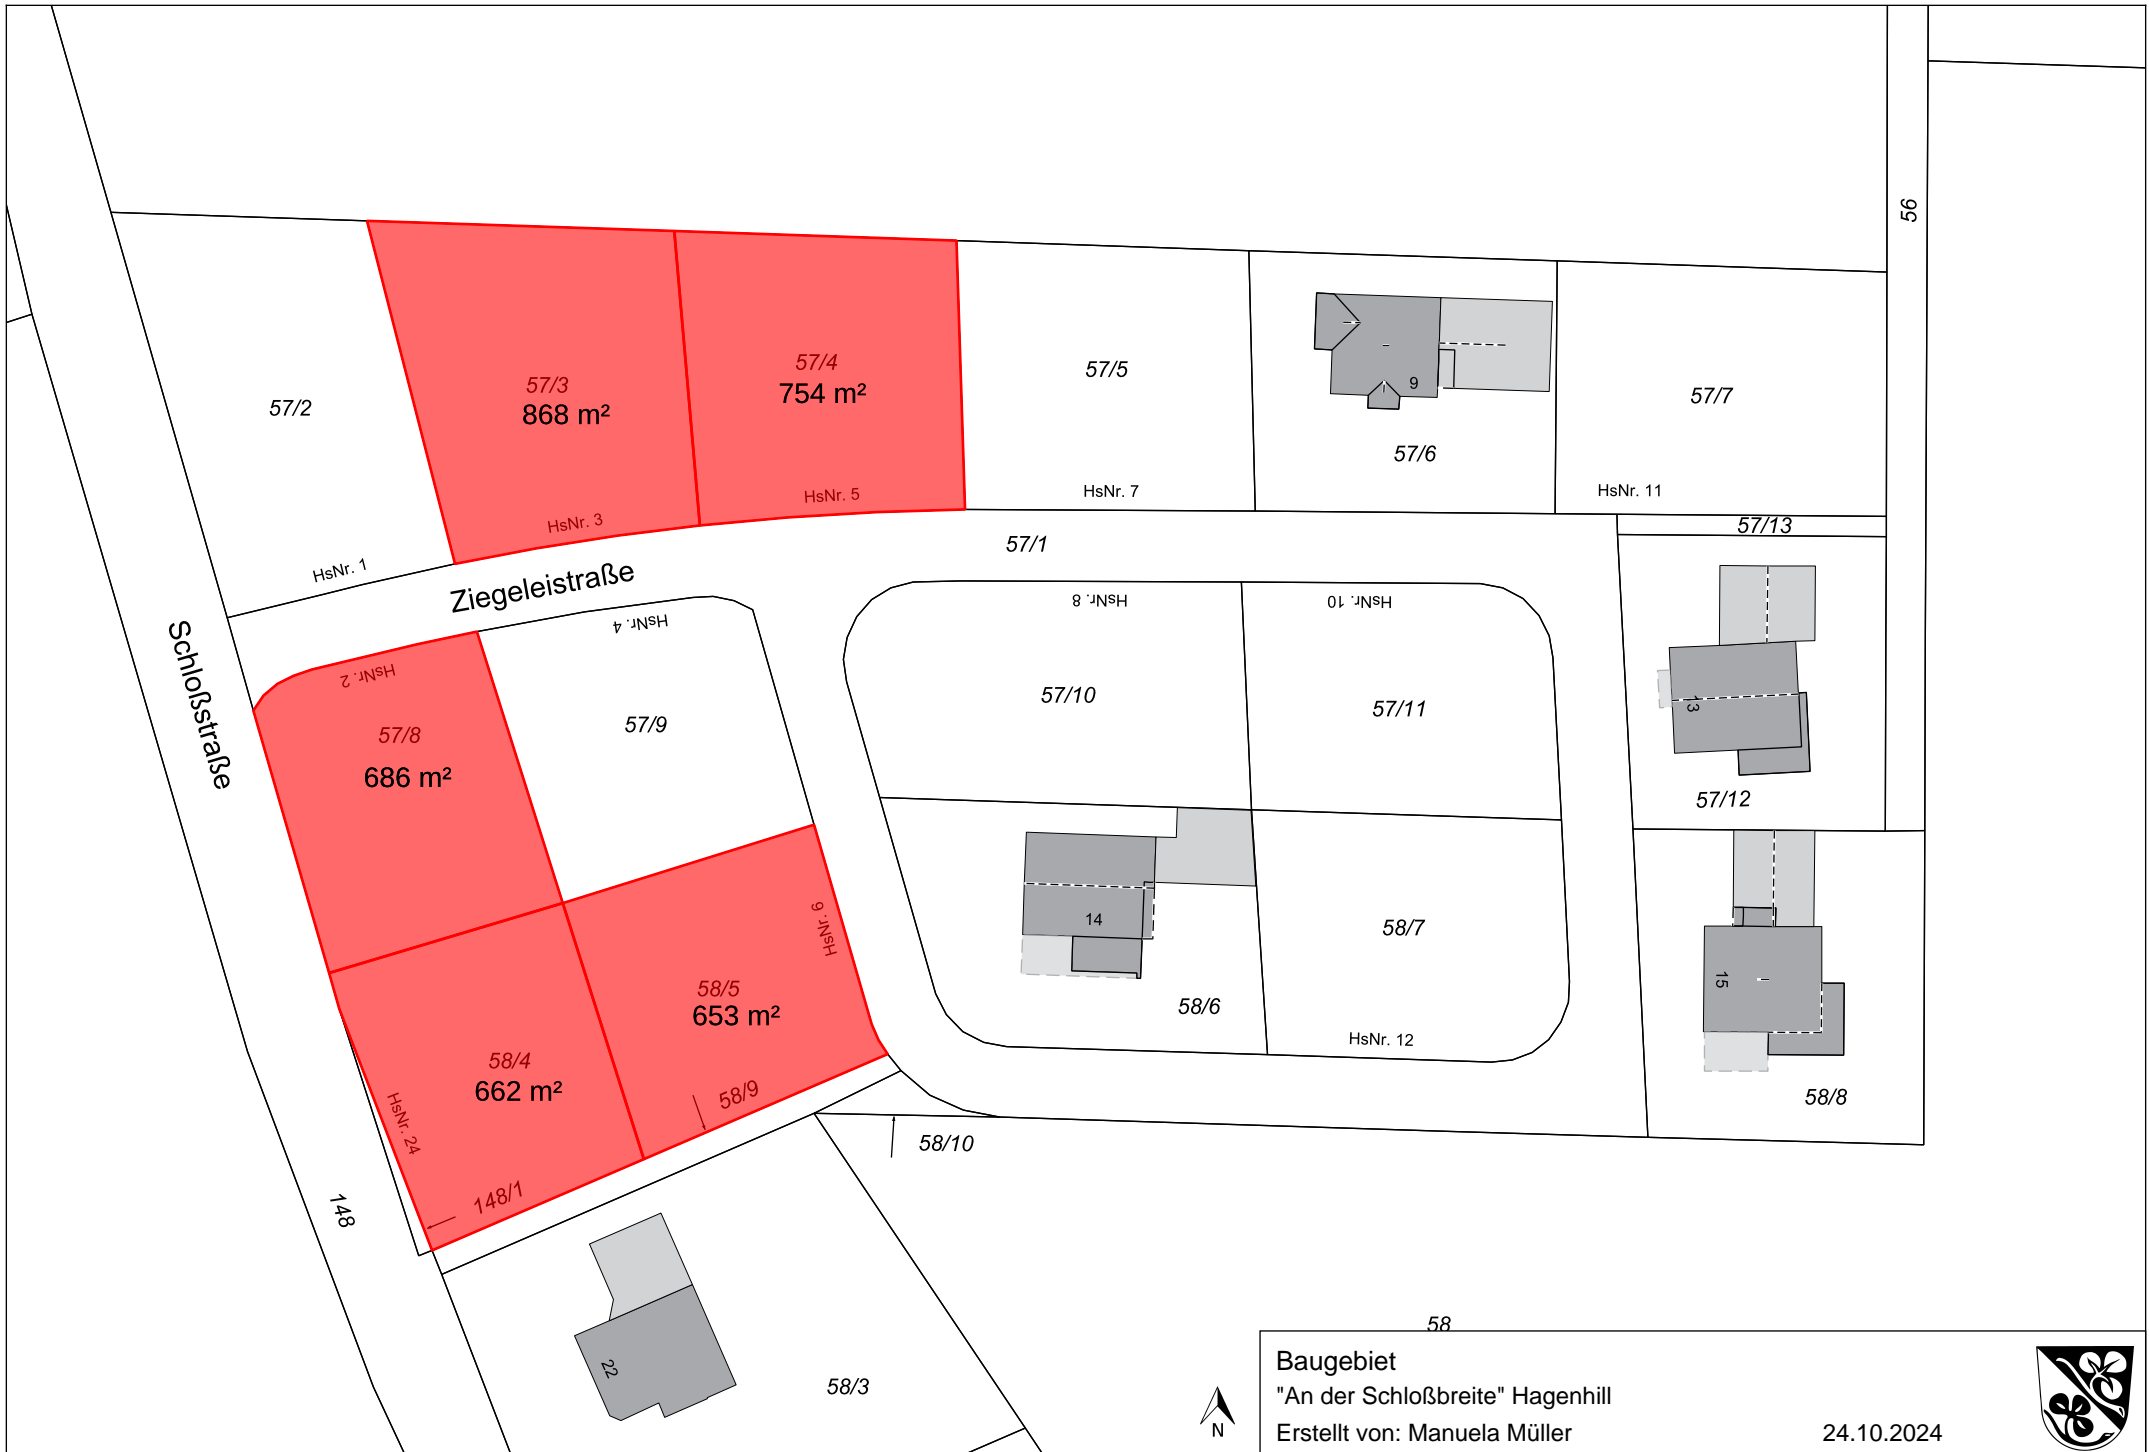 56
57/2
57/3
868 m²
57/4
754 m²
57/5
9
57/6
57/7
HsNr. 1
HsNr. 3
HsNr. 5
HsNr. 7
HsNr. 11
57/13
57/1
Ziegeleistraße
Schloßstraße
HsNr. 2
HsNr. 4
HsNr. 8
HsNr. 10
57/8
686 m²
57/9
57/10
57/11
13
57/12
HsNr. 6
14
58/7
15
58/5
653 m²
58/6
HsNr. 12
58/4
662 m²
HsNr. 24
58/9
58/8
58/10
148/1
148
22
58/3
58
N
Baugebiet
"An der Schloßbreite" Hagenhill
Erstellt von: Manuela Müller
24.10.2024